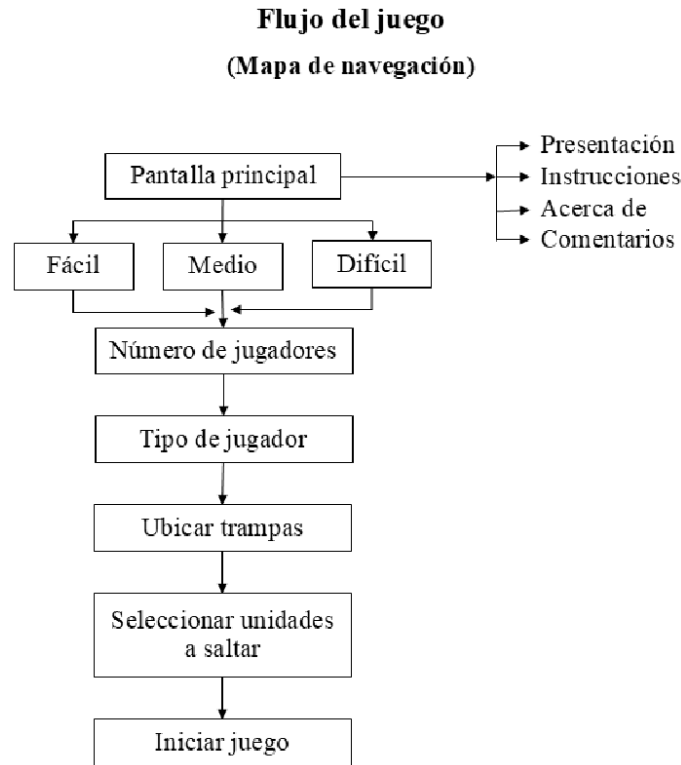 Flujo del juego
(Mapa de navegación)
Pantalla principal
Presentación
Instrucciones
Acerca de
Comentarios
Fácil
Medio
Difícil
Número de jugadores
Tipo de jugador
Ubicar trampas
Seleccionar unidades
a saltar
Iniciar juego